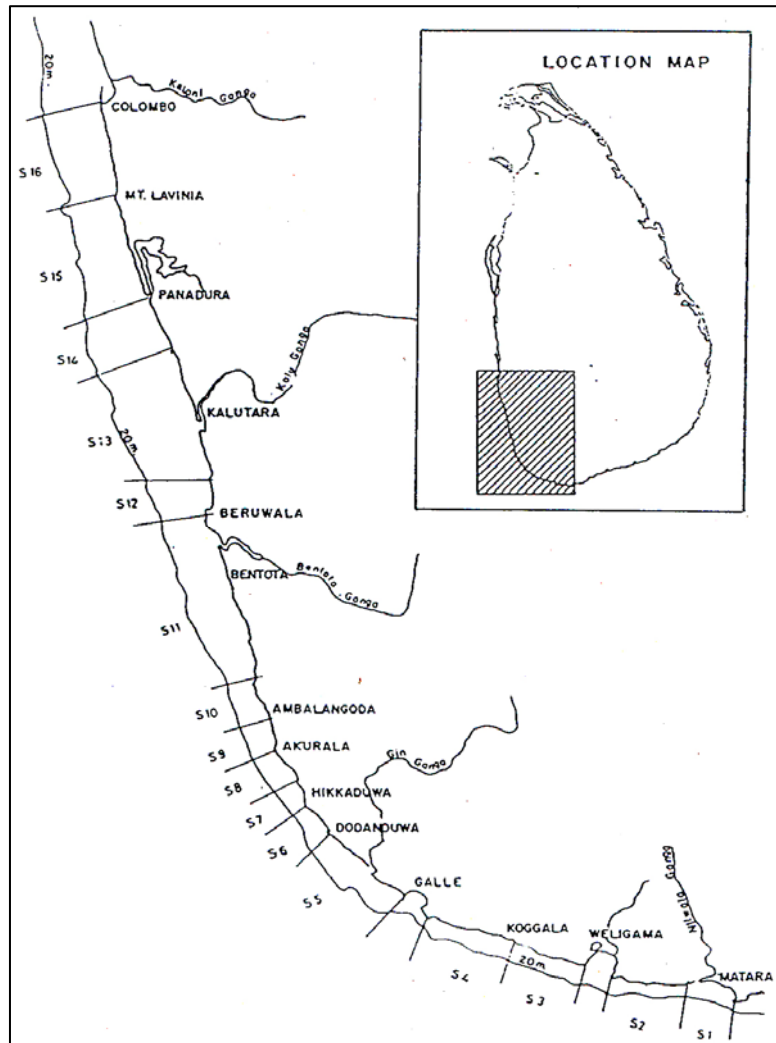 LOCATION MAP
20m.
Kelani Ganga
COLOMBO
S16
MT. LAVINIA
S15
PANADURA
S14
Kalu Ganga
KALUTARA
S13
20m.
S12
BERUWALA
BENTOTA
Bentota Ganga
S11
S10
AMBALANGODA
S9
AKURALA
Gin Ganga
S8
HIKKADUWA
S7
DODANDUWA
S6
S5
GALLE
Nilwala Ganga
KOGGALA
WELIGAMA
20m.
MATARA
S4
S3
S2
S1